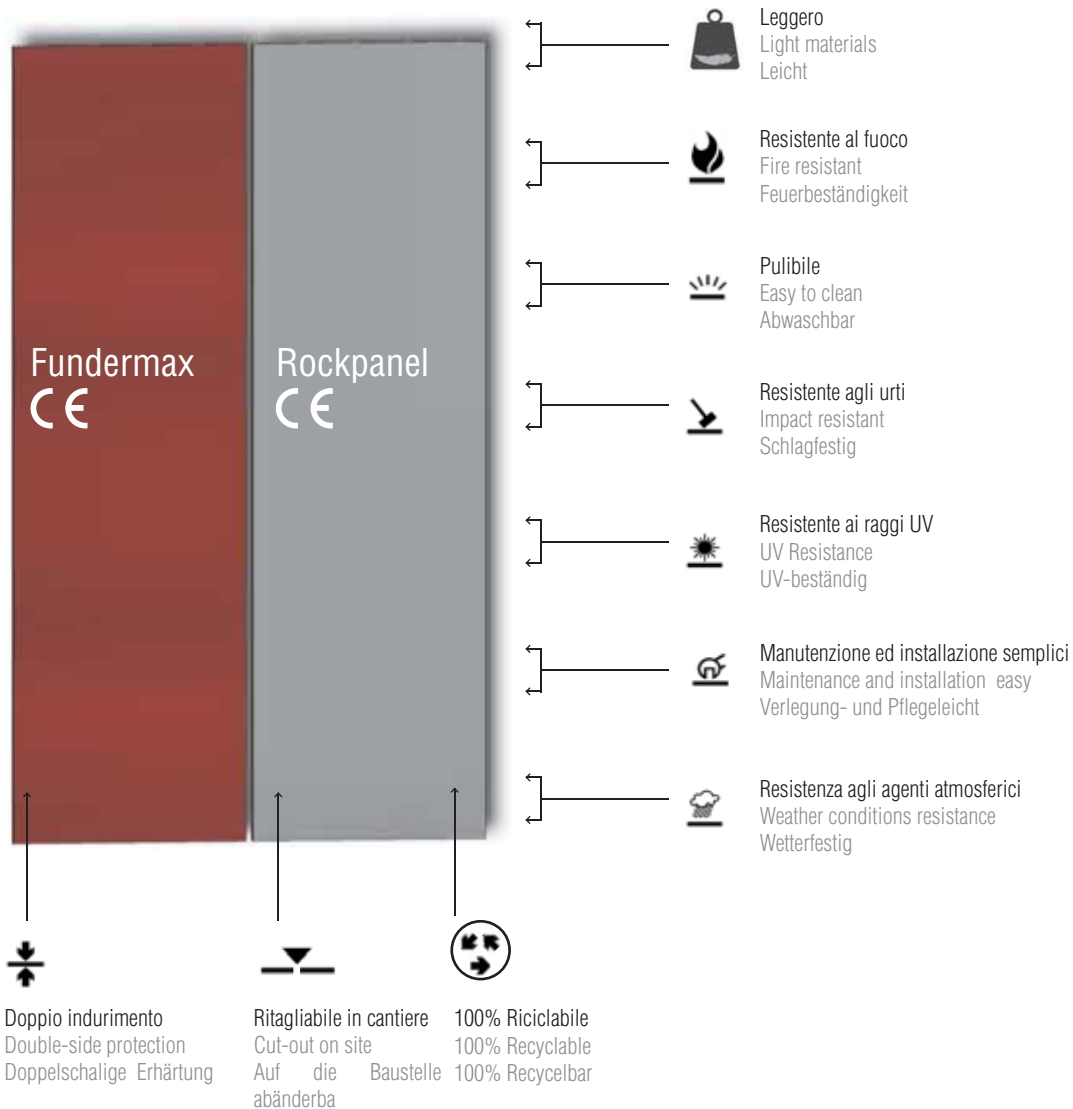 Leggero
Light materials
Leicht
Resistente al fuoco
Fire resistant
Feuerbeständigkeit
Pulibile
Easy to clean
Abwaschbar
Fundermax
CE
Rockpanel
CE
Resistente agli urti
Impact resistant
Schlagfestig
Resistente ai raggi UV
UV Resistance
UV-beständig
Manutenzione ed installazione semplici
Maintenance and installation easy
Verlegung- und Pflegeleicht
Resistenza agli agenti atmosferici
Weather conditions resistance
Wetterfestig
Doppio indurimento
Double-side protection
Doppelschalige Erhärtung
Ritagliabile in cantiere
Cut-out on site
Auf die Baustelle
abänderba
100% Riciclabile
100% Recyclable
100% Recycelbar